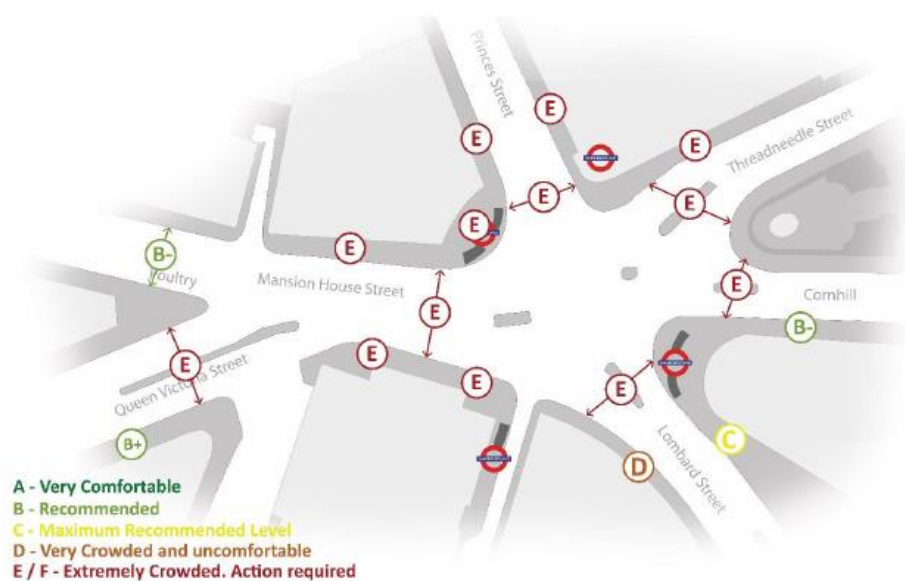 Princes Street
E
E
E
E
Threadneedle Street
E
E
E
B-
Poultry
E
Mansion House Street
E
E
Cornhill
B-
E
Queen Victoria Street
E
E
E
B+
C
D
Lombard Street
A - Very Comfortable
B - Recommended
C - Maximum Recommended Level
D - Very Crowded and uncomfortable
E / F - Extremely Crowded. Action required